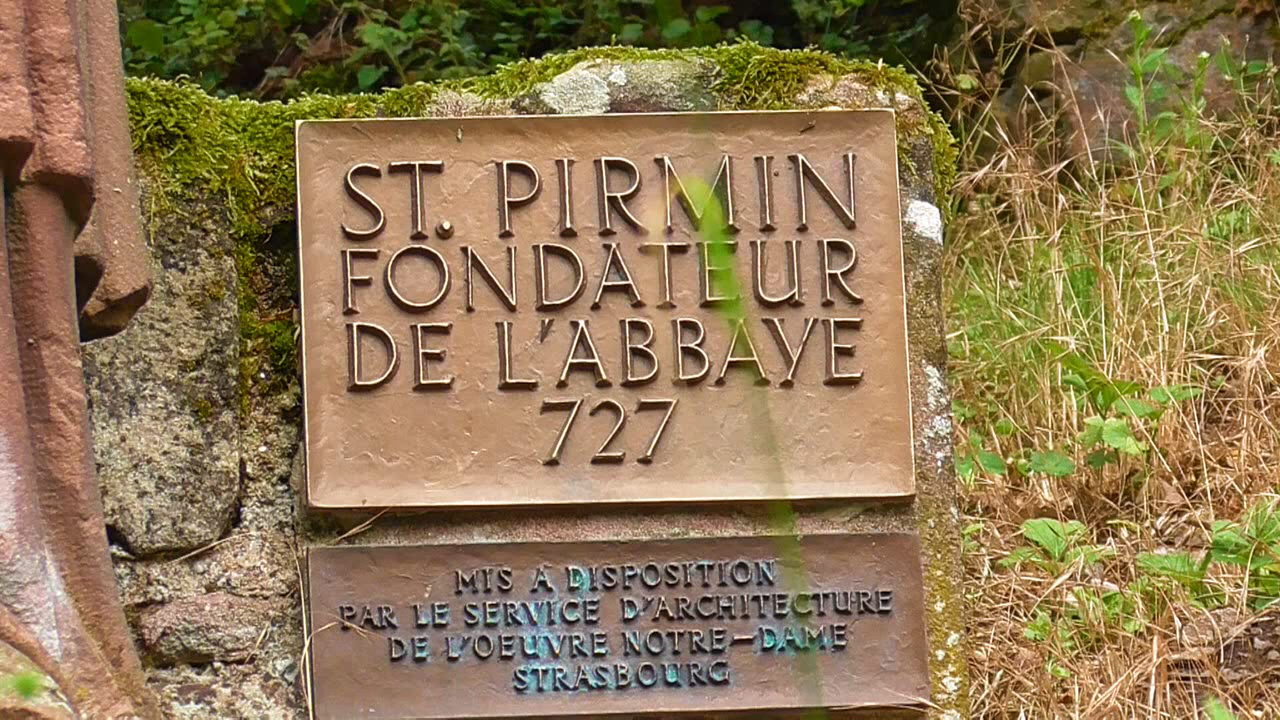 ST. PIRMIN
FONDATEUR
DE L'ABBAYE
727
MIS A DISPOSITION
PAR LE SERVICE D'ARCHITECTURE
DE L'OEUVRE NOTRE-DAME
STRASBOURG